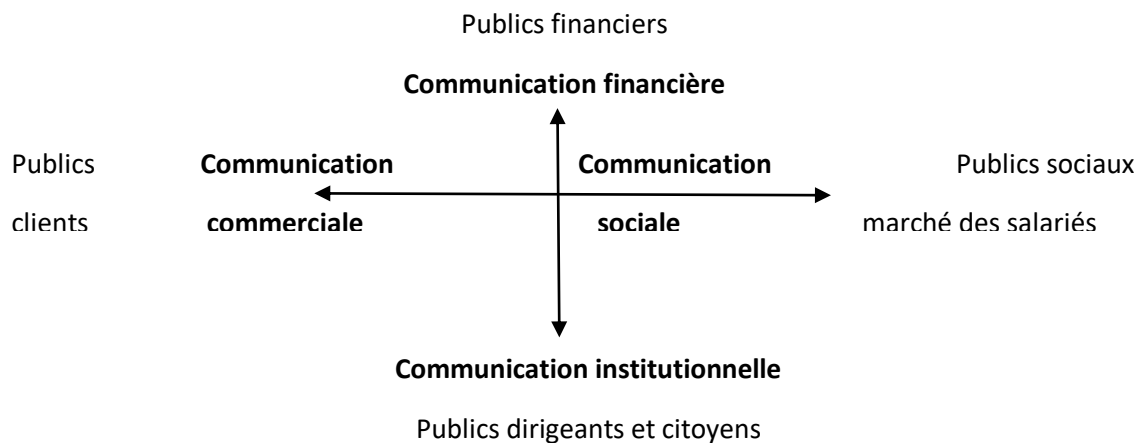 Publics financiers
Communication financière
Publics Communication Communication Publics sociaux
clients commerciale sociale marché des salariés
Communication institutionnelle
Publics dirigeants et citoyens